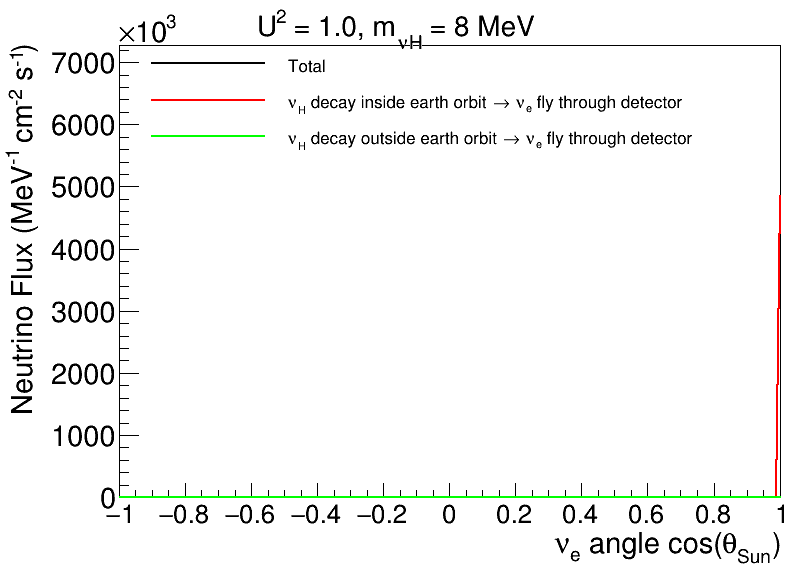 ×10³
U² = 1.0, m_νH = 8 MeV
Neutrino Flux (MeV⁻¹ cm⁻² s⁻¹)
Total
ν_H decay inside earth orbit → ν_e fly through detector
ν_H decay outside earth orbit → ν_e fly through detector
7000
6000
5000
4000
3000
2000
1000
0
−1 −0.8 −0.6 −0.4 −0.2 0 0.2 0.4 0.6 0.8 1
ν_e angle cos(θ_Sun)